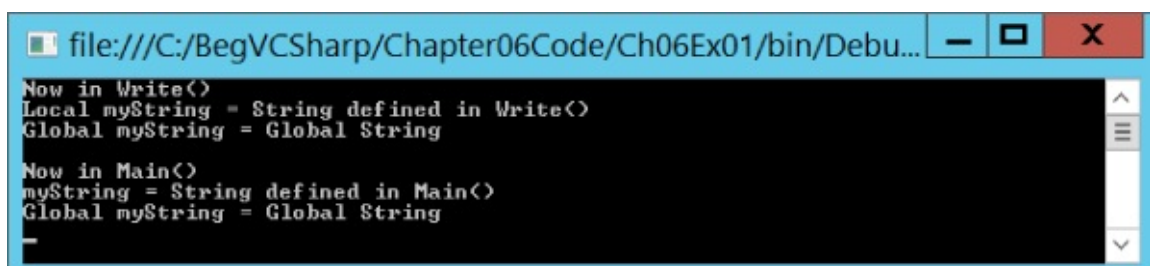 file:///C:/BegVCSharp/Chapter06Code/Ch06Ex01/bin/Debu...
Now in Write()
Local myString = String defined in Write()
Global myString = Global String
Now in Main()
myString = String defined in Main()
Global myString = Global String